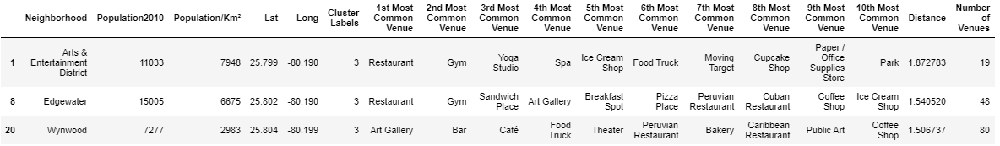 Neighborhood Population2010 Population/Km² Lat Long Cluster Labels 1st Most Common Venue 2nd Most Common Venue 3rd Most Common Venue 4th Most Common Venue 5th Most Common Venue 6th Most Common Venue 7th Most Common Venue 8th Most Common Venue 9th Most Common Venue 10th Most Common Venue Distance Number of Venues
1 Arts & Entertainment District 11033 7948 25.799 -80.190 3 Restaurant Gym Yoga Studio Spa Ice Cream Shop Food Truck Moving Target Cupcake Shop Paper / Office Supplies Store Park 1.872783 19
8 Edgewater 15005 6675 25.802 -80.190 3 Restaurant Gym Sandwich Place Art Gallery Breakfast Spot Pizza Place Peruvian Restaurant Cuban Restaurant Coffee Shop Ice Cream Shop 1.540520 48
20 Wynwood 7277 2983 25.804 -80.199 3 Art Gallery Bar Café Food Truck Theater Peruvian Restaurant Bakery Caribbean Restaurant Public Art Coffee Shop 1.506737 80